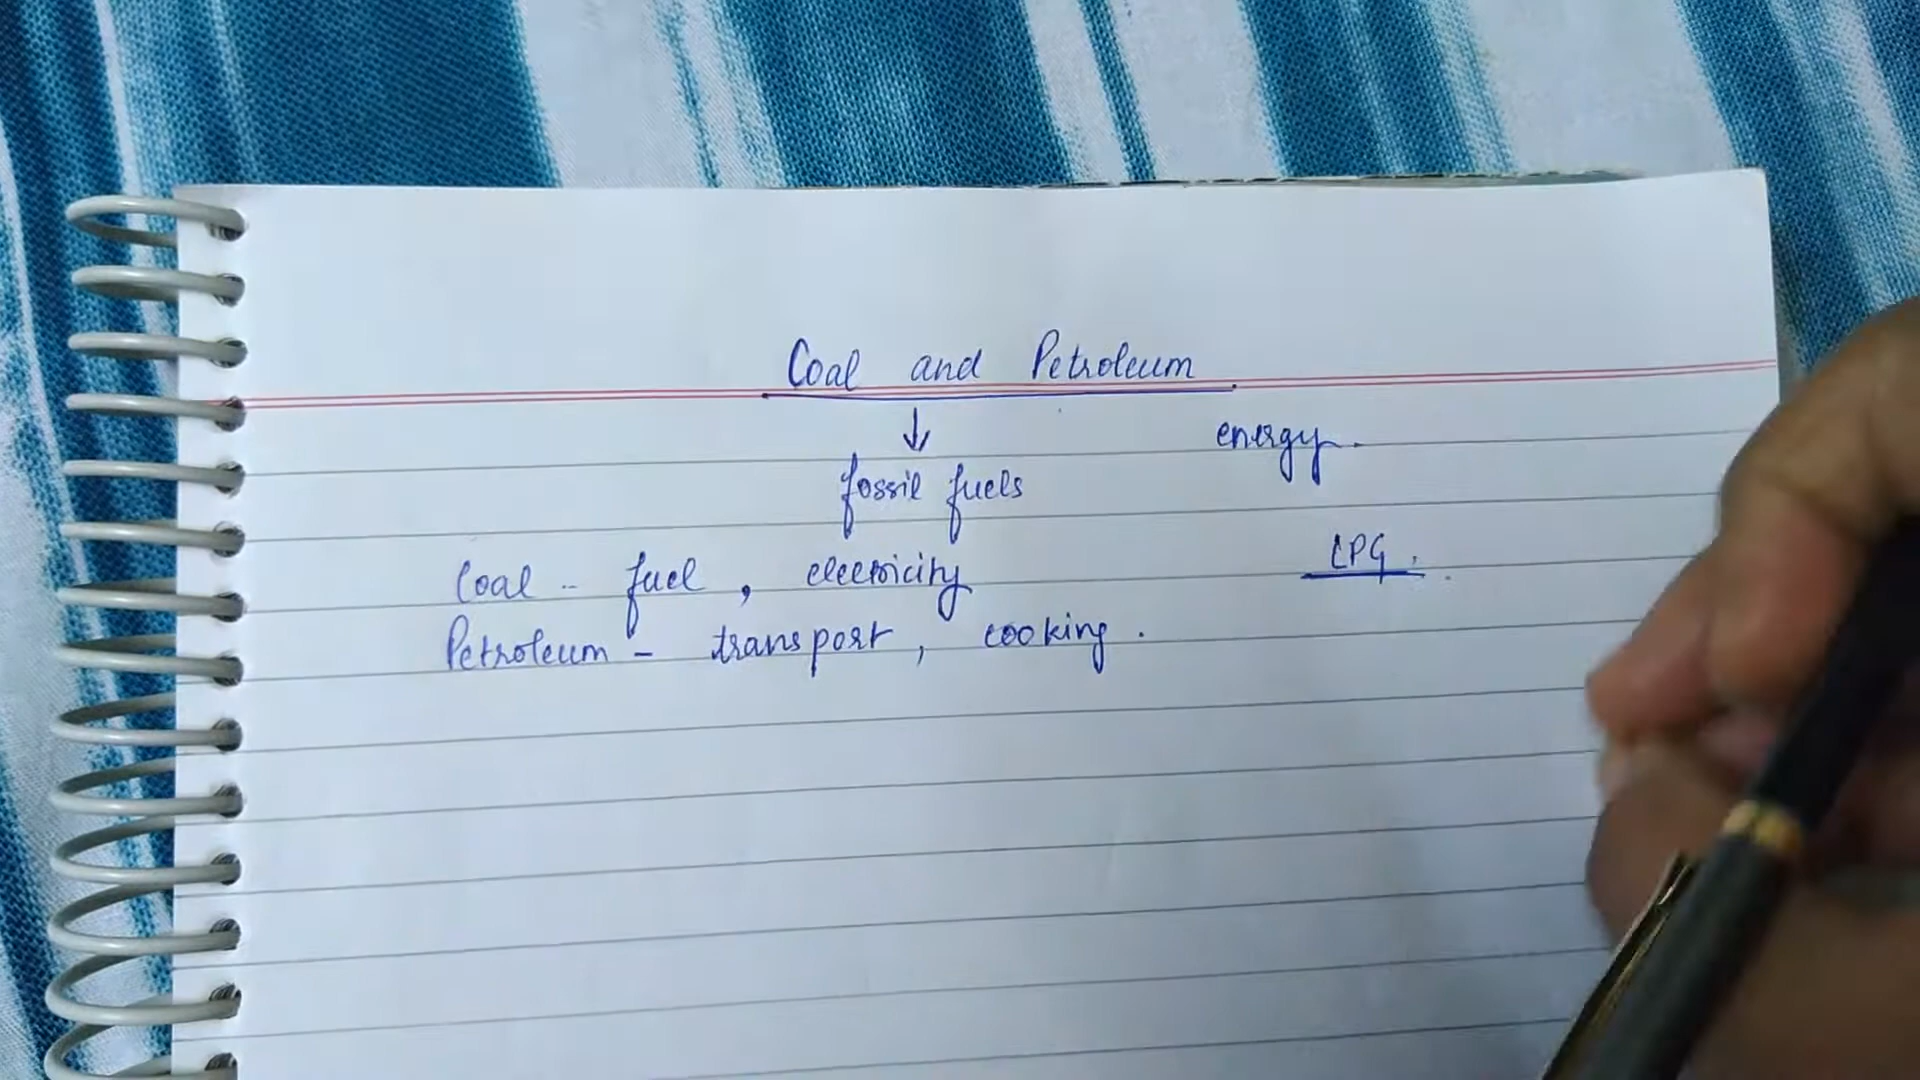 Coal and Petroleum
↓ energy.
fossil fuels
LPG.
Coal - fuel, electricity
Petroleum - transport, cooking.